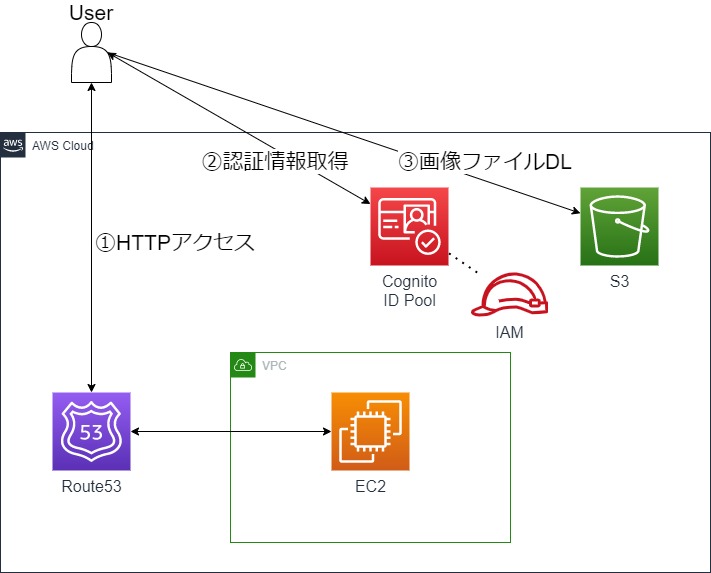 User
aws
AWS Cloud
②認証情報取得
③画像ファイルDL
①HTTPアクセス
Cognito
ID Pool
S3
IAM
VPC
53
Route53
EC2